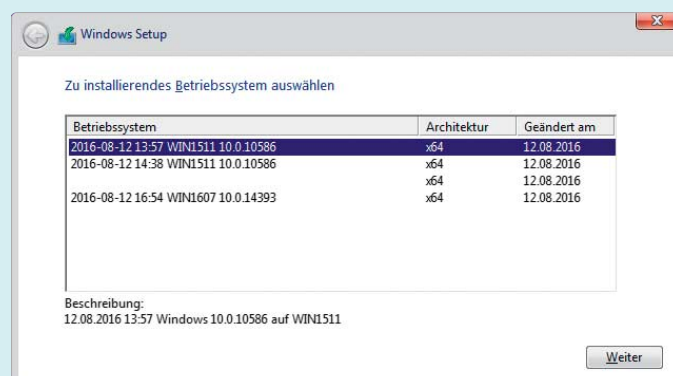 Windows Setup
Zu installierendes Betriebssystem auswählen
Betriebssystem Architektur Geändert am
2016-08-12 13:57 WIN1511 10.0.10586 x64 12.08.2016
2016-08-12 14:38 WIN1511 10.0.10586 x64 12.08.2016
x64 12.08.2016
2016-08-12 16:54 WIN1607 10.0.14393 x64 12.08.2016
Beschreibung:
12.08.2016 13:57 Windows 10.0.10586 auf WIN1511
Weiter